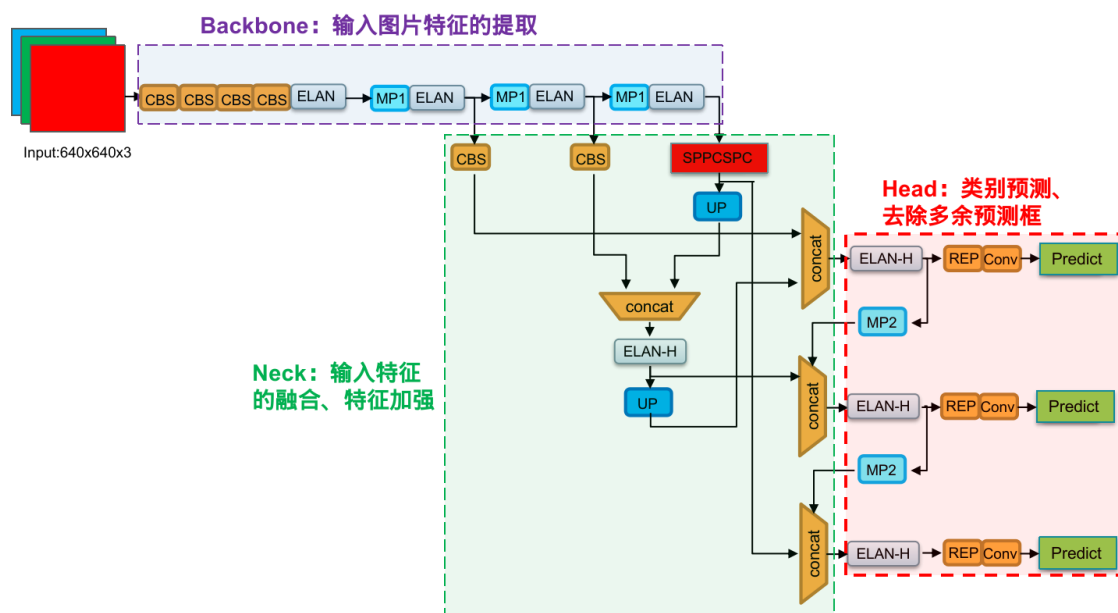 Backbone：输入图片特征的提取
CBS CBS CBS CBS ELAN MP1 ELAN MP1 ELAN MP1 ELAN
Input:640x640x3
CBS CBS SPPCSPC
Head：类别预测、
去除多余预测框
UP
concat
ELAN-H REP Conv Predict
concat
MP2
ELAN-H
Neck：输入特征
的融合、特征加强
UP
concat
ELAN-H REP Conv Predict
MP2
concat
ELAN-H REP Conv Predict